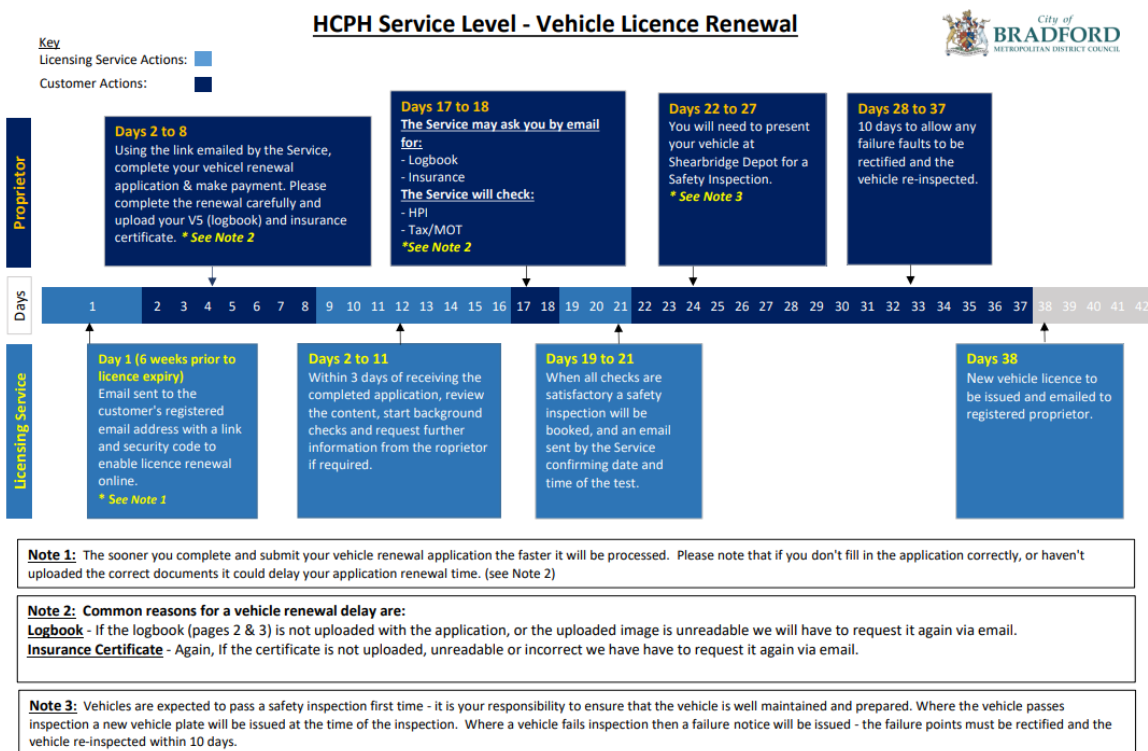 HCPH Service Level - Vehicle Licence Renewal
City of
BRADFORD
METROPOLITAN DISTRICT COUNCIL
Key
Licensing Service Actions:
Customer Actions:
Proprietor
Days 2 to 8
Using the link emailed by the Service,
complete your vehicel renewal
application & make payment. Please
complete the renewal carefully and
upload your V5 (logbook) and insurance
certificate. * See Note 2
Days 17 to 18
The Service may ask you by email
for:
- Logbook
- Insurance
The Service will check:
- HPI
- Tax/MOT
*See Note 2
Days 22 to 27
You will need to present
your vehicle at
Shearbridge Depot for a
Safety Inspection.
* See Note 3
Days 28 to 37
10 days to allow any
failure faults to be
rectified and the
vehicle re-inspected.
Days
1 2 3 4 5 6 7 8 9 10 11 12 13 14 15 16 17 18 19 20 21 22 23 24 25 26 27 28 29 30 31 32 33 34 35 36 37 38 39 40 41 42
Licensing Service
Day 1 (6 weeks prior to
licence expiry)
Email sent to the
customer's registered
email address with a link
and security code to
enable licence renewal
online.
* See Note 1
Days 2 to 11
Within 3 days of receiving the
completed application, review
the content, start background
checks and request further
information from the roprietor
if required.
Days 19 to 21
When all checks are
satisfactory a safety
inspection will be
booked, and an email
sent by the Service
confirming date and
time of the test.
Days 38
New vehicle licence to
be issued and emailed to
registered proprietor.
Note 1: The sooner you complete and submit your vehicle renewal application the faster it will be processed. Please note that if you don't fill in the application correctly, or haven't
uploaded the correct documents it could delay your application renewal time. (see Note 2)
Note 2: Common reasons for a vehicle renewal delay are:
Logbook - If the logbook (pages 2 & 3) is not uploaded with the application, or the uploaded image is unreadable we will have to request it again via email.
Insurance Certificate - Again, If the certificate is not uploaded, unreadable or incorrect we have have to request it again via email.
Note 3: Vehicles are expected to pass a safety inspection first time - it is your responsibility to ensure that the vehicle is well maintained and prepared. Where the vehicle passes
inspection a new vehicle plate will be issued at the time of the inspection. Where a vehicle fails inspection then a failure notice will be issued - the failure points must be rectified and the
vehicle re-inspected within 10 days.